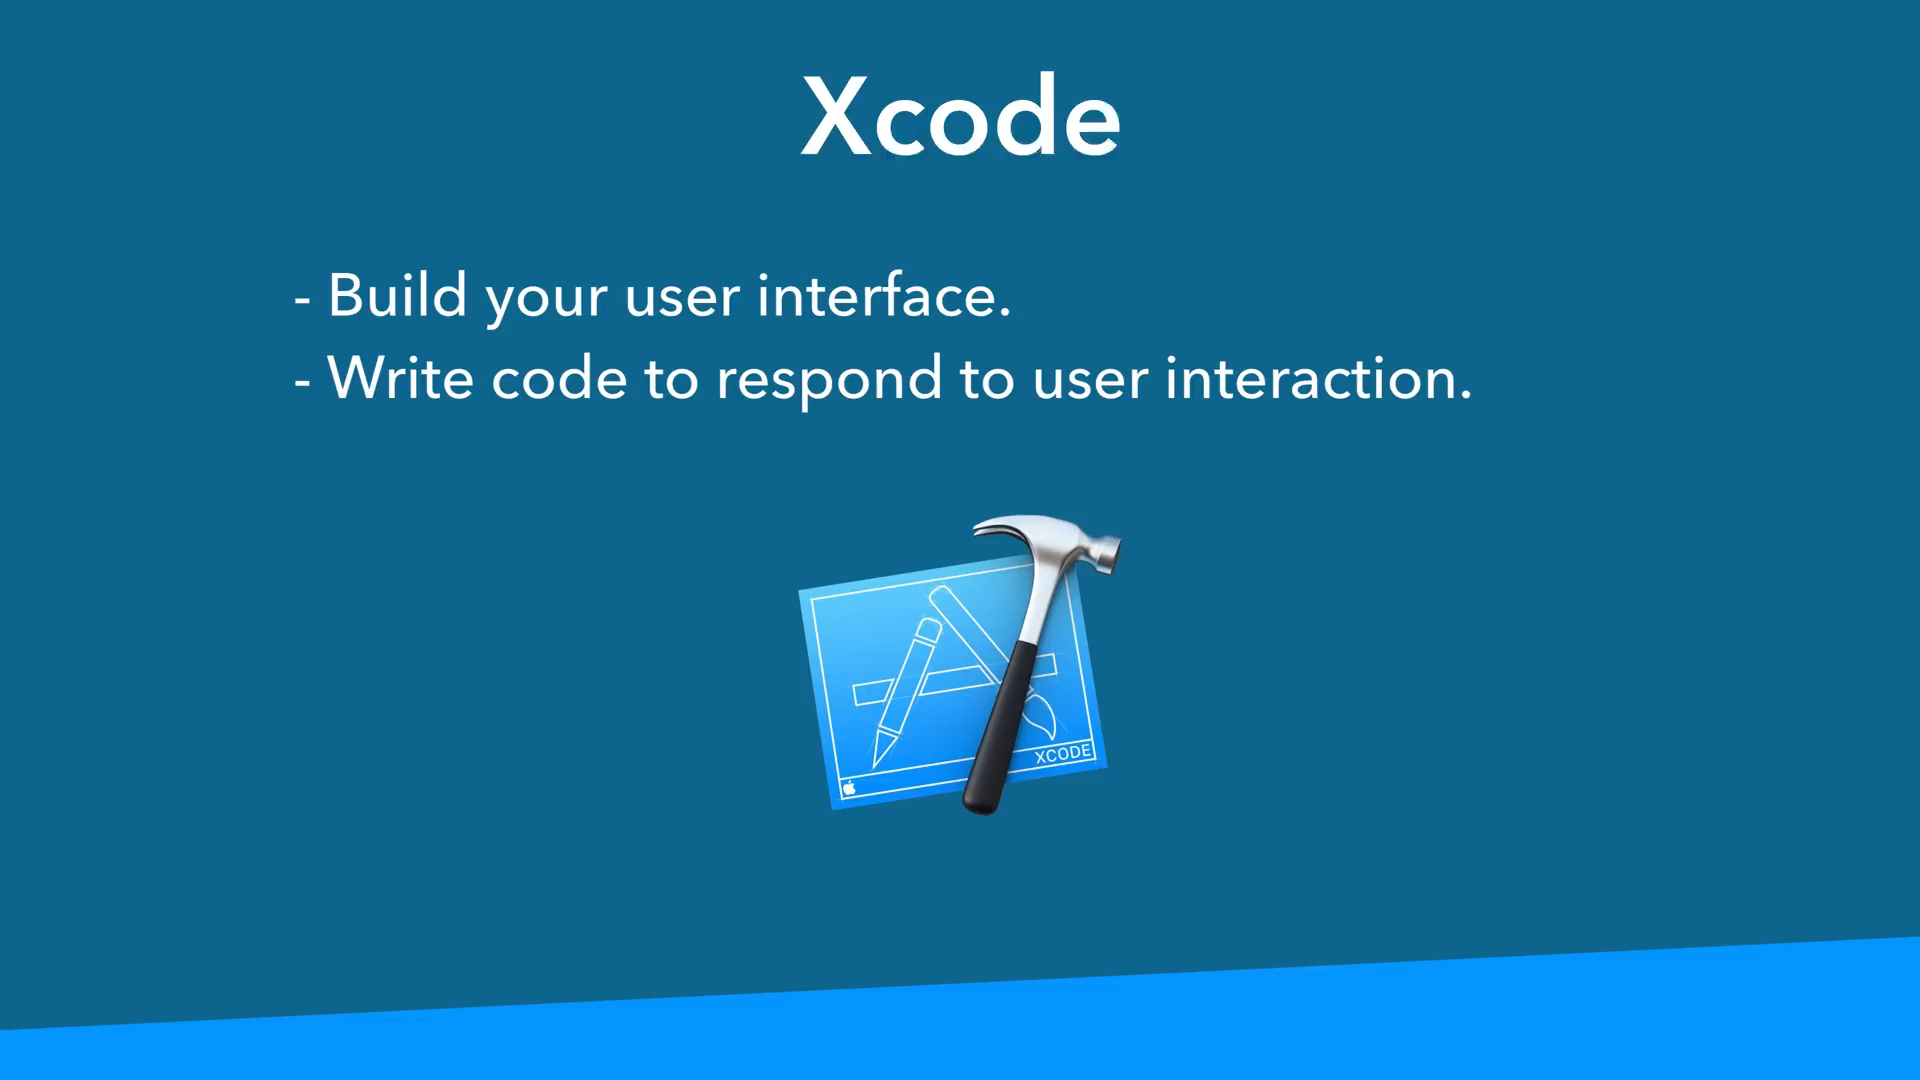 Xcode
- Build your user interface.
- Write code to respond to user interaction.
XCODE